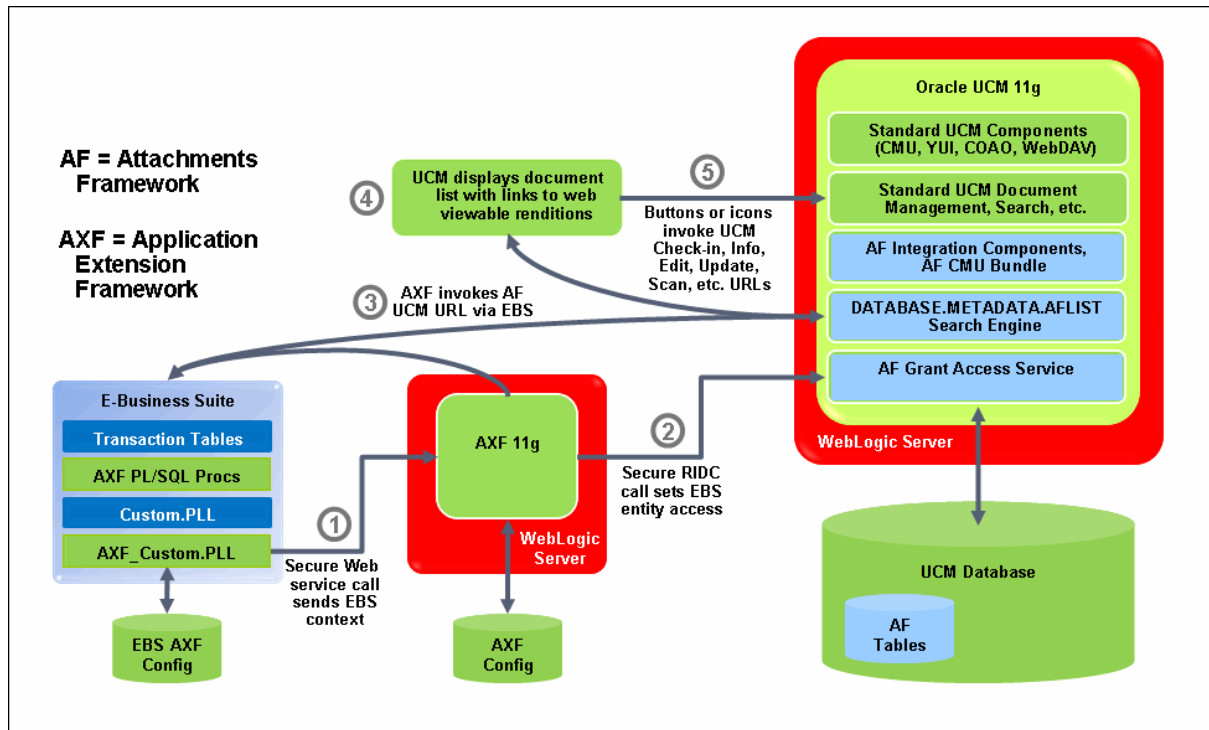 AF = Attachments
Framework
AXF = Application
Extension
Framework
4
UCM displays document
list with links to web
viewable renditions
5
Buttons or icons
invoke UCM
Check-in, Info,
Edit, Update,
Scan, etc. URLs
3
AXF invokes AF
UCM URL via EBS
Oracle UCM 11g
Standard UCM Components
(CMU, YUI, COAO, WebDAV)
Standard UCM Document
Management, Search, etc.
AF Integration Components,
AF CMU Bundle
DATABASE.METADATA.AFLIST
Search Engine
AF Grant Access Service
WebLogic Server
E-Business Suite
Transaction Tables
AXF PL/SQL Procs
Custom.PLL
AXF_Custom.PLL
1
Secure Web
service call
sends EBS
context
AXF 11g
WebLogic
Server
2
Secure RIDC
call sets EBS
entity access
EBS AXF
Config
AXF
Config
UCM Database
AF
Tables